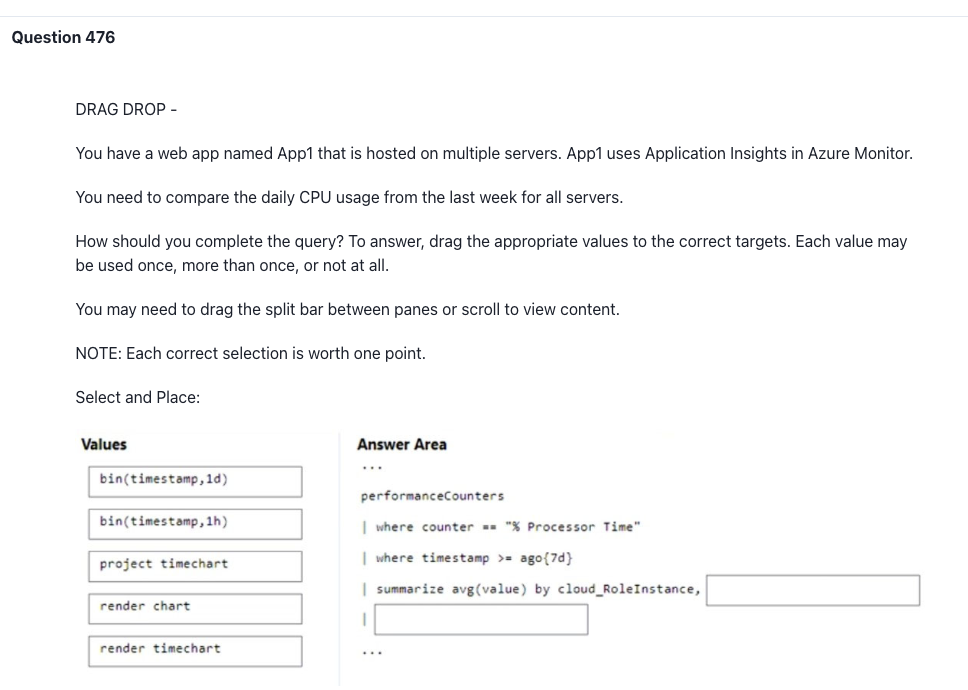 Question 476
DRAG DROP -
You have a web app named App1 that is hosted on multiple servers. App1 uses Application Insights in Azure Monitor.
You need to compare the daily CPU usage from the last week for all servers.
How should you complete the query? To answer, drag the appropriate values to the correct targets. Each value may
be used once, more than once, or not at all.
You may need to drag the split bar between panes or scroll to view content.
NOTE: Each correct selection is worth one point.
Select and Place:
Values
bin(timestamp,1d)
bin(timestamp,1h)
project timechart
render chart
render timechart
Answer Area
...
performanceCounters
| where counter == "% Processor Time"
| where timestamp >= ago{7d}
| summarize avg(value) by cloud_RoleInstance,
|
...